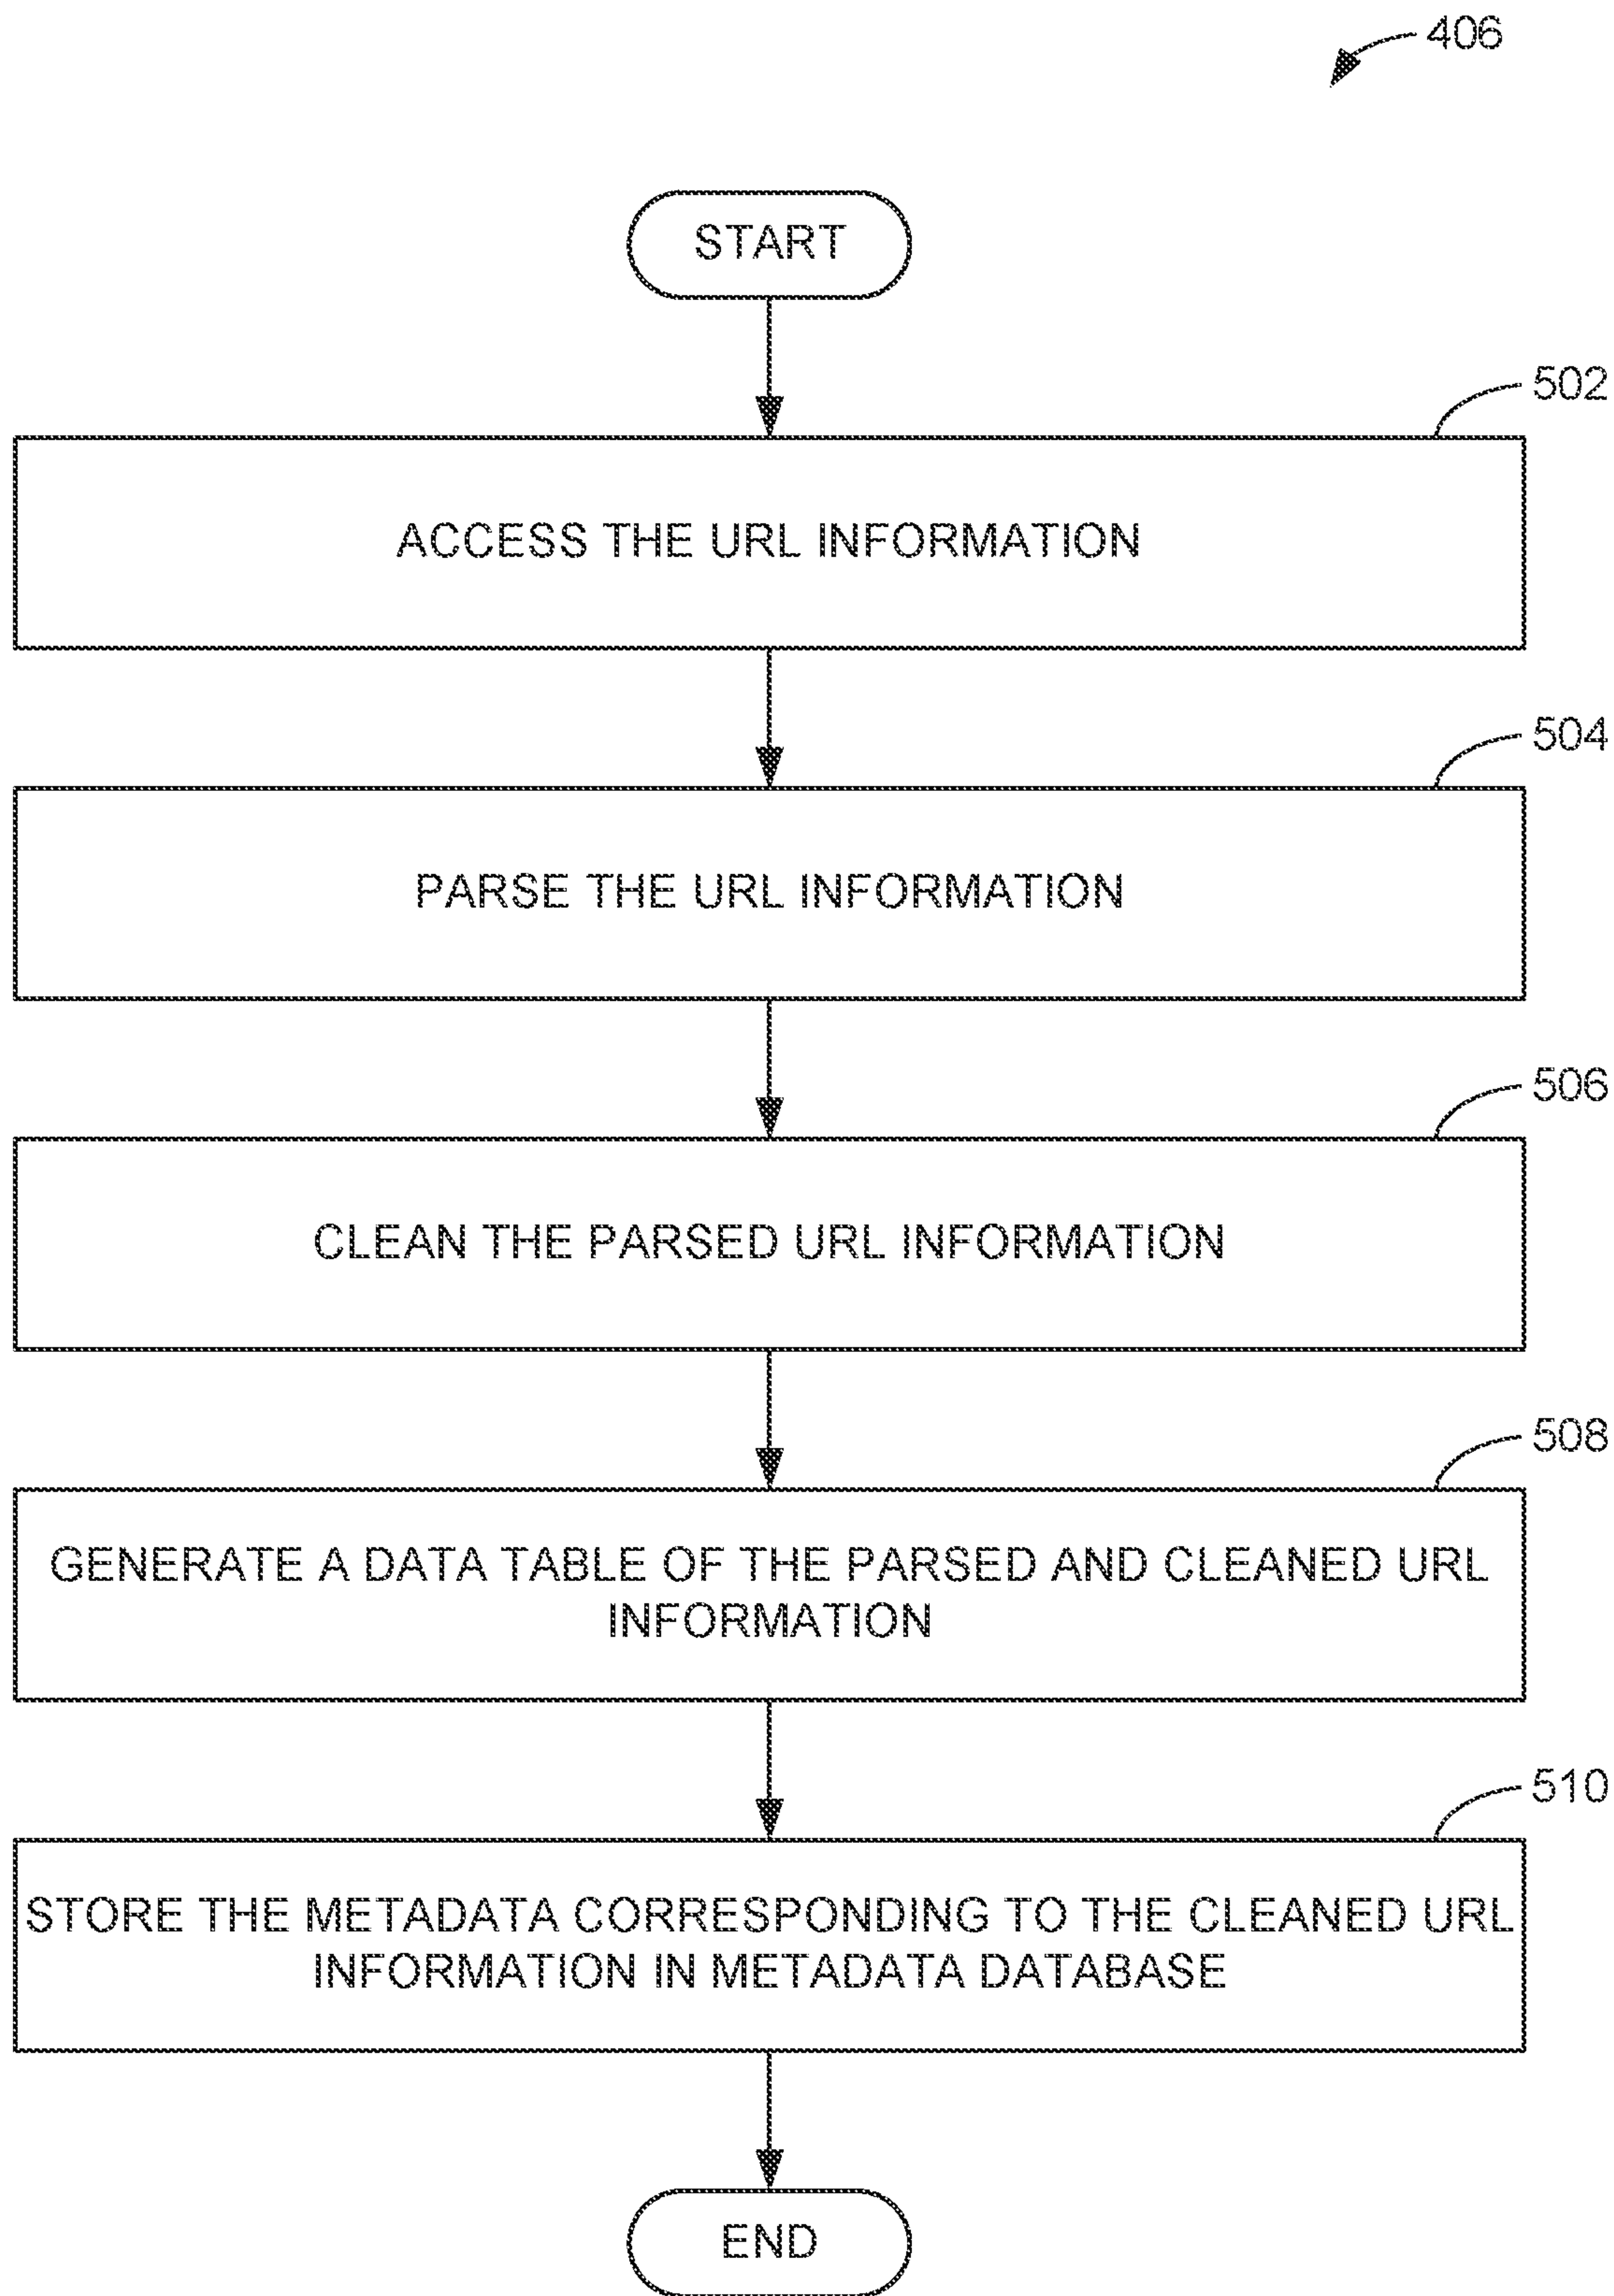 406
START
502
ACCESS THE URL INFORMATION
504
PARSE THE URL INFORMATION
506
CLEAN THE PARSED URL INFORMATION
508
GENERATE A DATA TABLE OF THE PARSED AND CLEANED URL
INFORMATION
510
STORE THE METADATA CORRESPONDING TO THE CLEANED URL
INFORMATION IN METADATA DATABASE
END